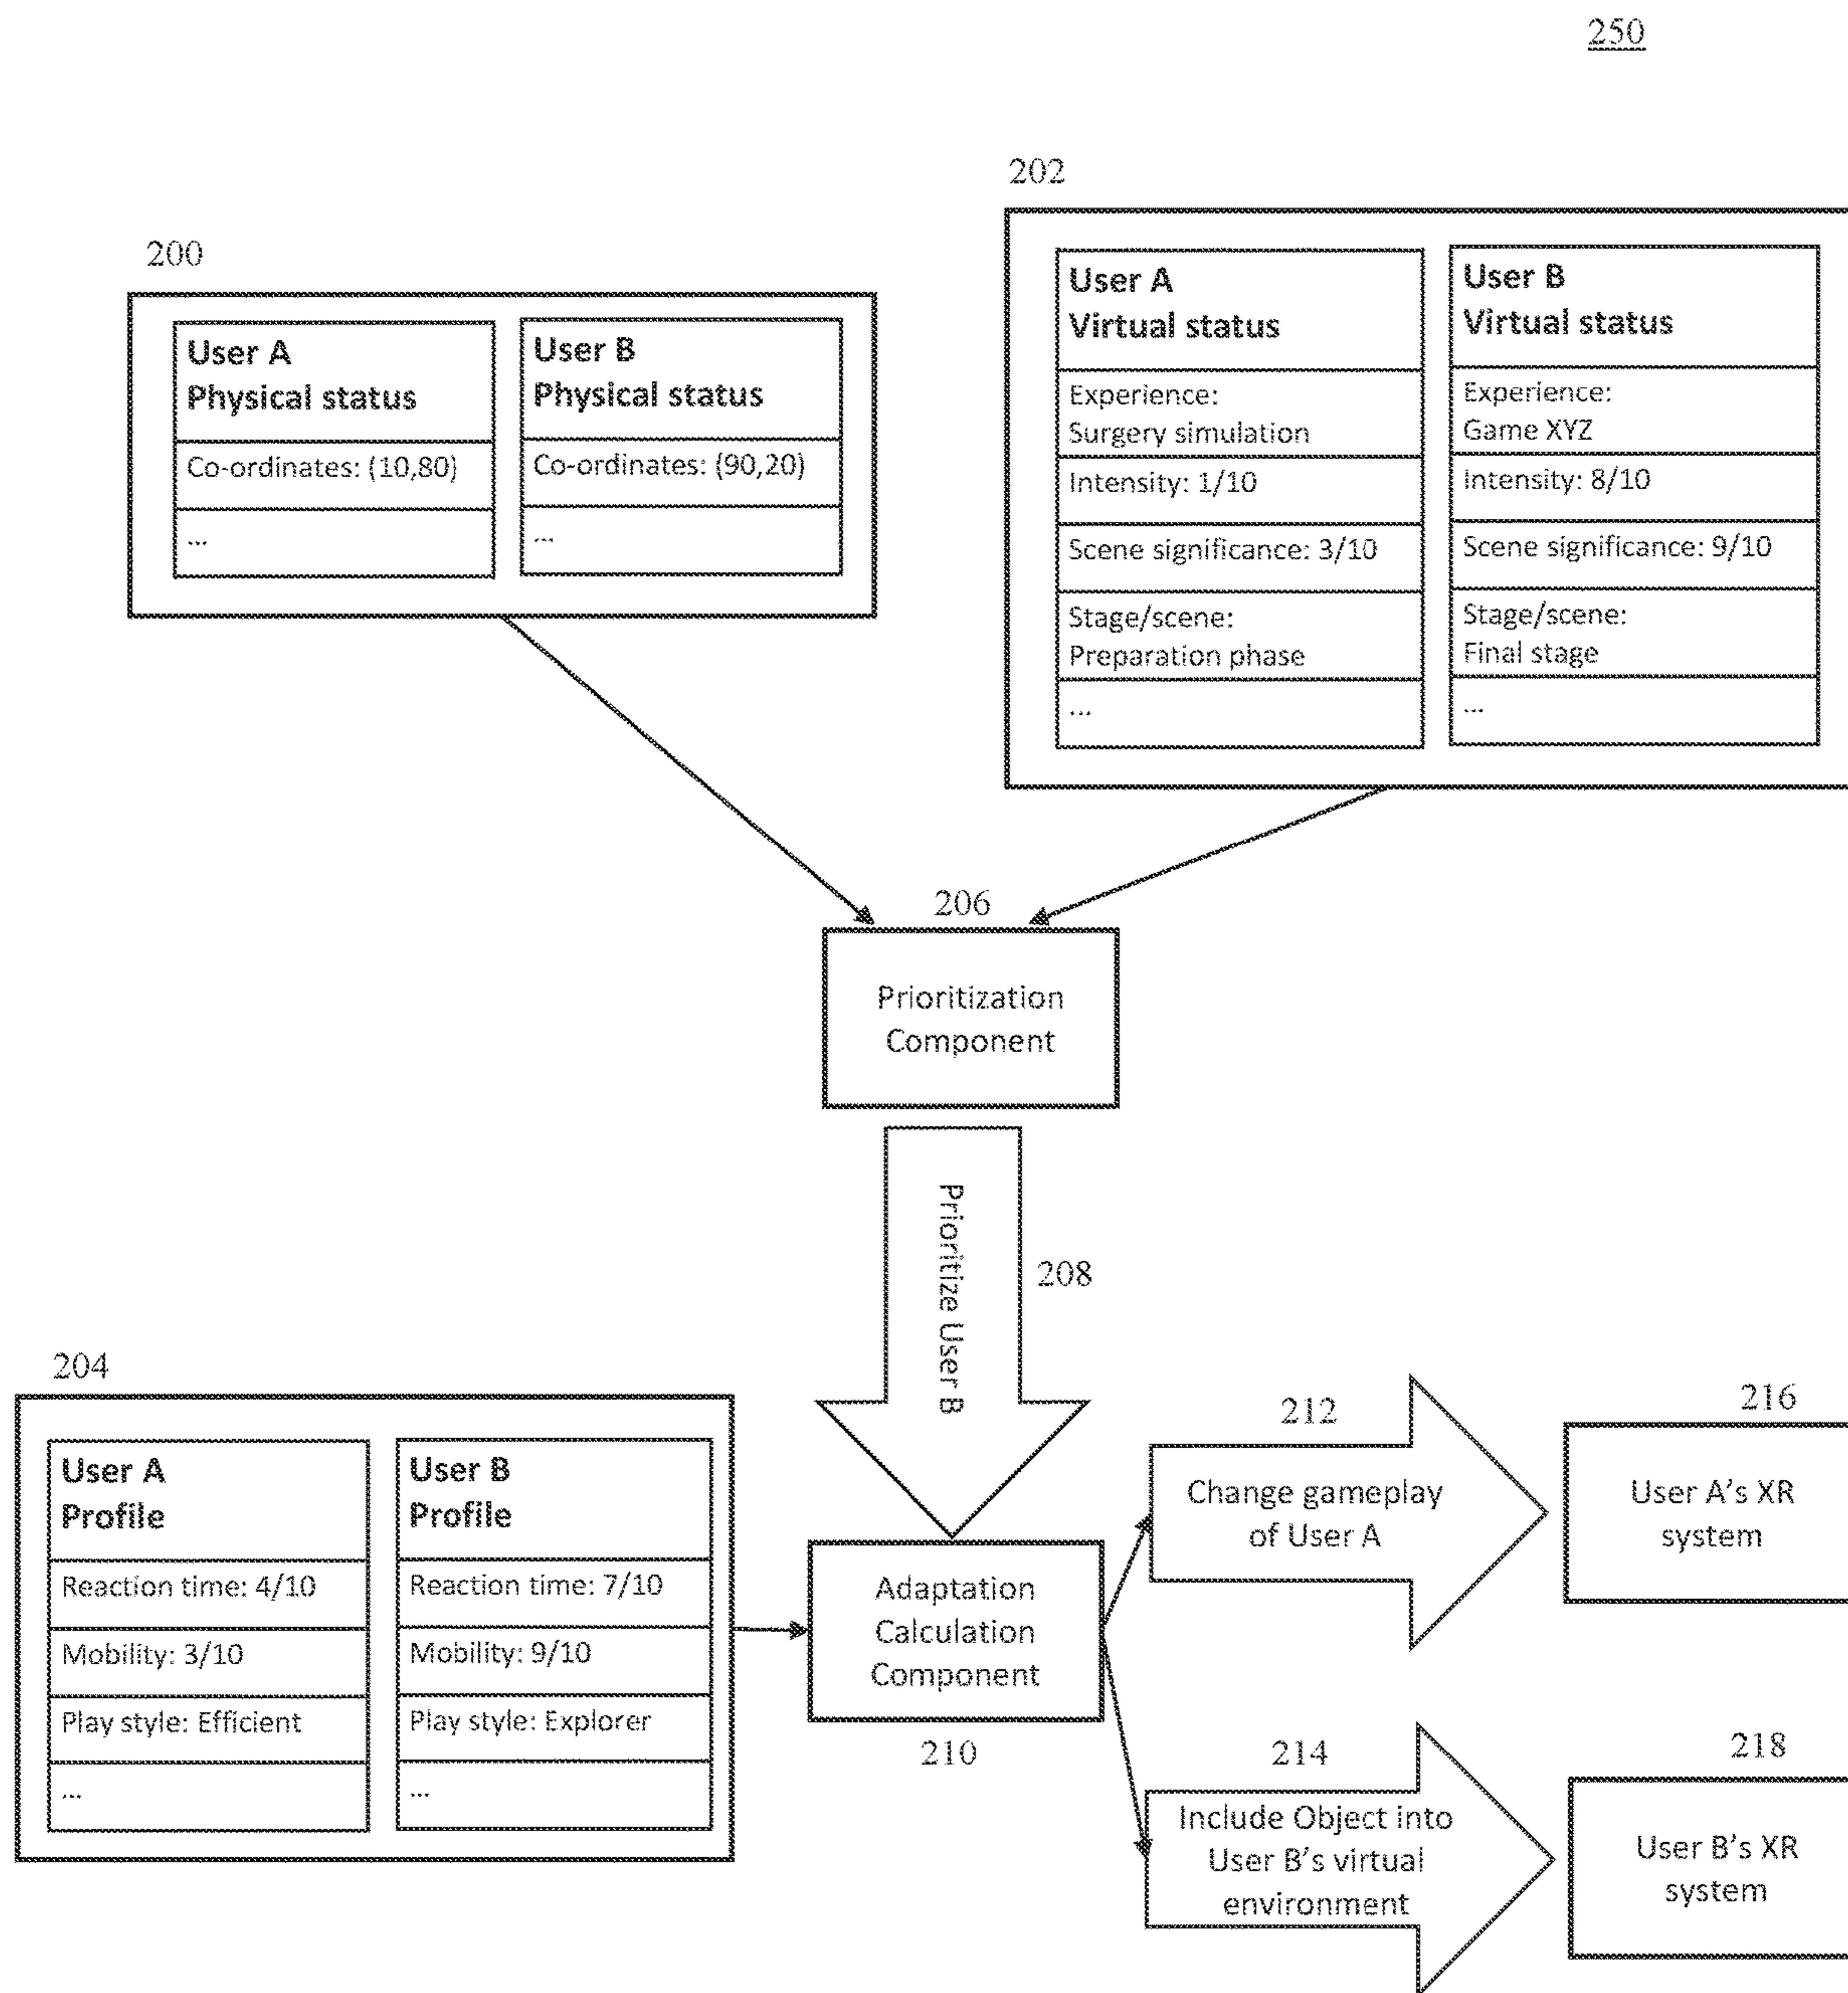 250
202
200
User A
Physical status
Co-ordinates: (10,80)
...
User B
Physical status
Co-ordinates: (90,20)
...
User A
Virtual status
Experience:
Surgery simulation
Intensity: 1/10
Scene significance: 3/10
Stage/scene:
Preparation phase
...
User B
Virtual status
Experience:
Game XYZ
Intensity: 8/10
Scene significance: 9/10
Stage/scene:
Final stage
...
206
Prioritization
Component
Prioritize User B
208
204
User A
Profile
Reaction time: 4/10
Mobility: 3/10
Play style: Efficient
...
User B
Profile
Reaction time: 7/10
Mobility: 9/10
Play style: Explorer
...
Adaptation
Calculation
Component
210
212
Change gameplay
of User A
216
User A's XR
system
214
Include Object into
User B's virtual
environment
218
User B's XR
system